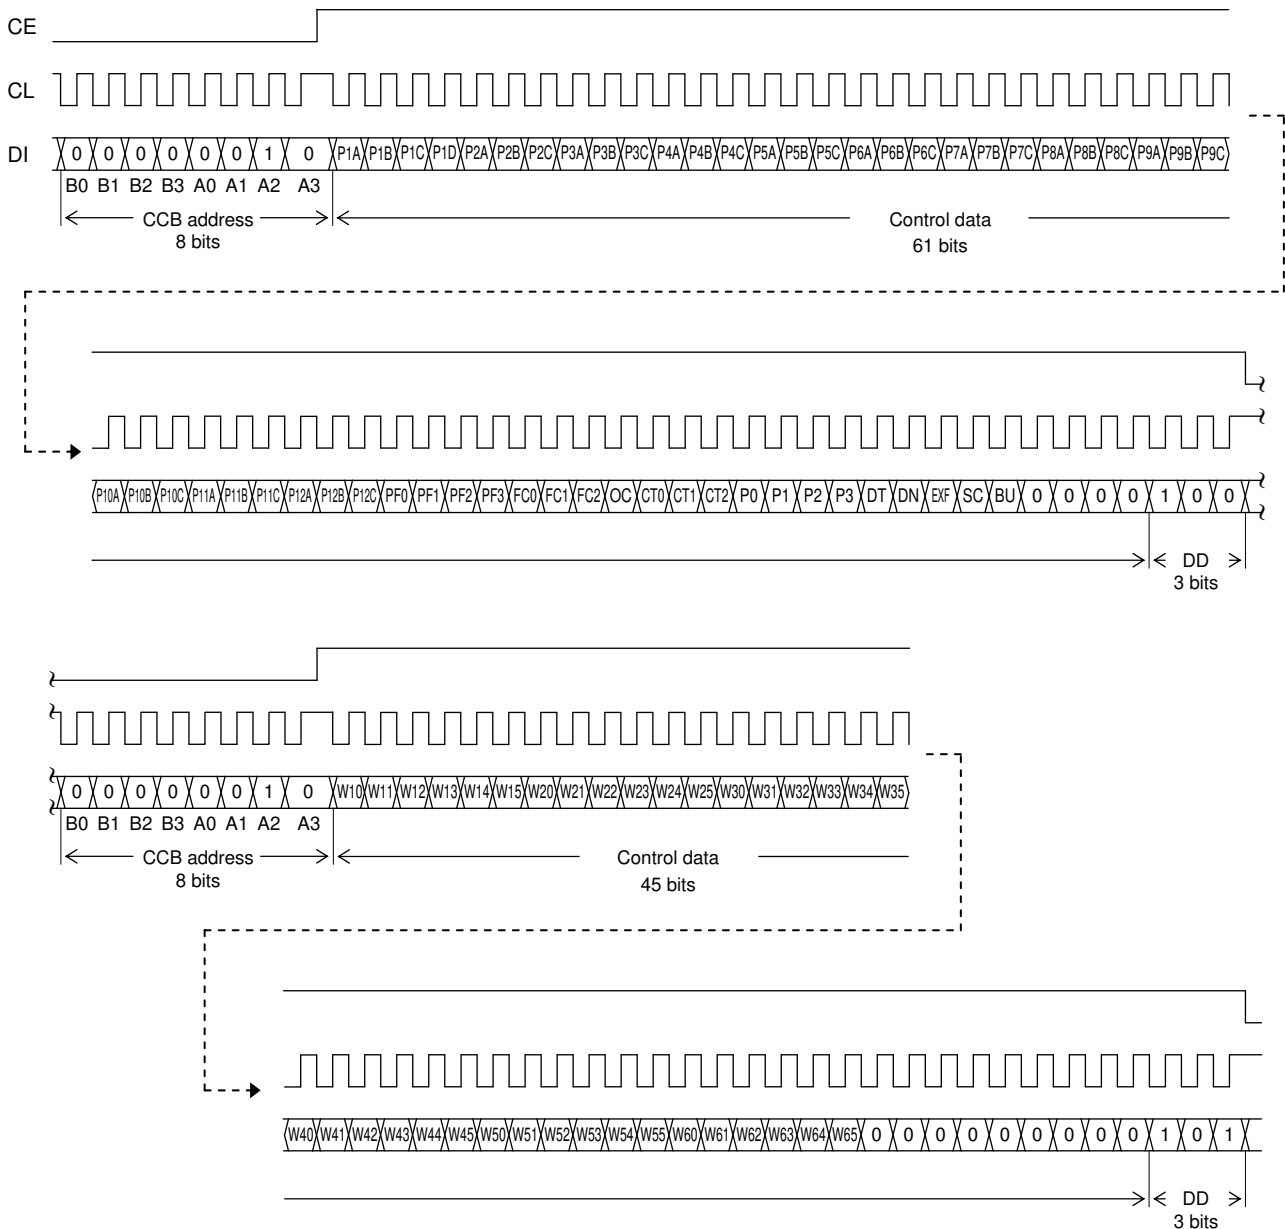 CE
CL
DI 0 0 0 0 0 0 1 0 P1A P1B P1C P1D P2A P2B P2C P3A P3B P3C P4A P4B P4C P5A P5B P5C P6A P6B P6C P7A P7B P7C P8A P8B P8C P9A P9B P9C
B0 B1 B2 B3 A0 A1 A2 A3
CCB address Control data
8 bits 61 bits
P10A P10B P10C P11A P11B P11C P12A P12B P12C PF0 PF1 PF2 PF3 FC0 FC1 FC2 OC CT0 CT1 CT2 P0 P1 P2 P3 DT DN EXF SC BU 0 0 0 0 1 0 0
DD
3 bits
0 0 0 0 0 0 1 0 W10 W11 W12 W13 W14 W15 W20 W21 W22 W23 W24 W25 W30 W31 W32 W33 W34 W35
B0 B1 B2 B3 A0 A1 A2 A3
CCB address Control data
8 bits 45 bits
W40 W41 W42 W43 W44 W45 W50 W51 W52 W53 W54 W55 W60 W61 W62 W63 W64 W65 0 0 0 0 0 0 0 0 0 1 0 1
DD
3 bits